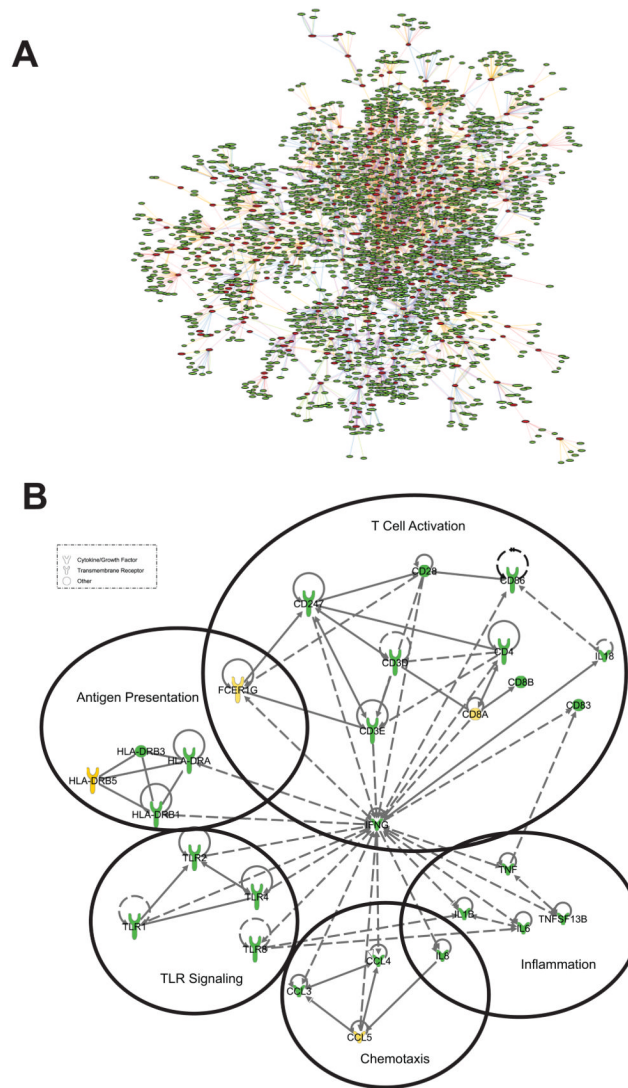 A
B
T Cell Activation
Cytokine/Growth Factor
Transmembrane Receptor
Other
CD28
CD86
CD247
CD4
IL18
CD3D
Antigen Presentation
FCER1G
CD8B
CD8A
CD83
CD3E
HLA-DRB3
HLA-DRA
HLA-DRB5
HLA-DRB1
IFNG
TLR2
TNF
TLR4
IL1B
TNFSF13B
TLR1
IL6
TLR8
IL8
CCL4
Inflammation
TLR Signaling
CCL3
CCL5
Chemotaxis